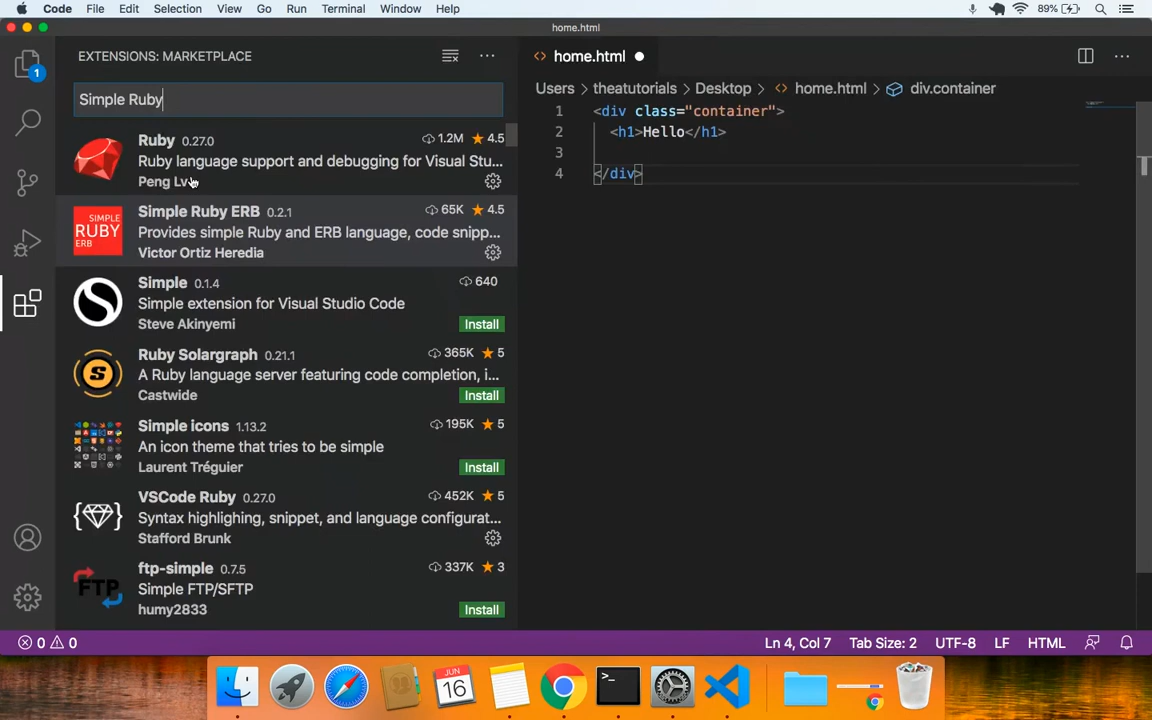 Code File Edit Selection View Go Run Terminal Window Help 89%
home.html
EXTENSIONS: MARKETPLACE
Simple Ruby
Ruby 0.27.0 1.2M 4.5
Ruby language support and debugging for Visual Stu...
Peng Lv
SIMPLE
RUBY
ERB
Simple Ruby ERB 0.2.1 65K 4.5
Provides simple Ruby and ERB language, code snipp...
Victor Ortiz Heredia
Simple 0.1.4 640
Simple extension for Visual Studio Code
Steve Akinyemi Install
Ruby Solargraph 0.21.1 365K 5
A Ruby language server featuring code completion, i...
Castwide Install
Simple icons 1.13.2 195K 5
An icon theme that tries to be simple
Laurent Tréguier Install
VSCode Ruby 0.27.0 452K 5
Syntax highlighing, snippet, and language configurat...
Stafford Brunk
FTP
ftp-simple 0.7.5 337K 3
Simple FTP/SFTP
humy2833 Install
1
home.html
Users > theatutorials > Desktop > home.html > div.container
1 <div class="container">
2 <h1>Hello</h1>
3
4 </div>
0 0 Ln 4, Col 7 Tab Size: 2 UTF-8 LF HTML
JUN
16
>_